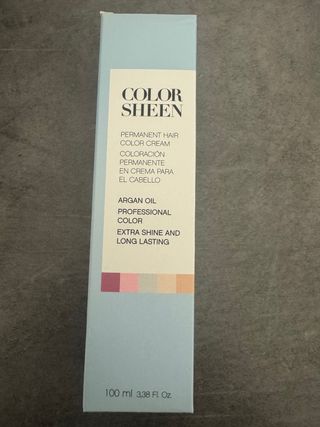 COLOR
SHEEN
PERMANENT HAIR
COLOR CREAM
COLORACIÓN
PERMANENTE
EN CREMA PARA
EL CABELLO
ARGAN OIL
PROFESSIONAL
COLOR
EXTRA SHINE AND
LONG LASTING
100 ml 3,38 Fl. Oz.